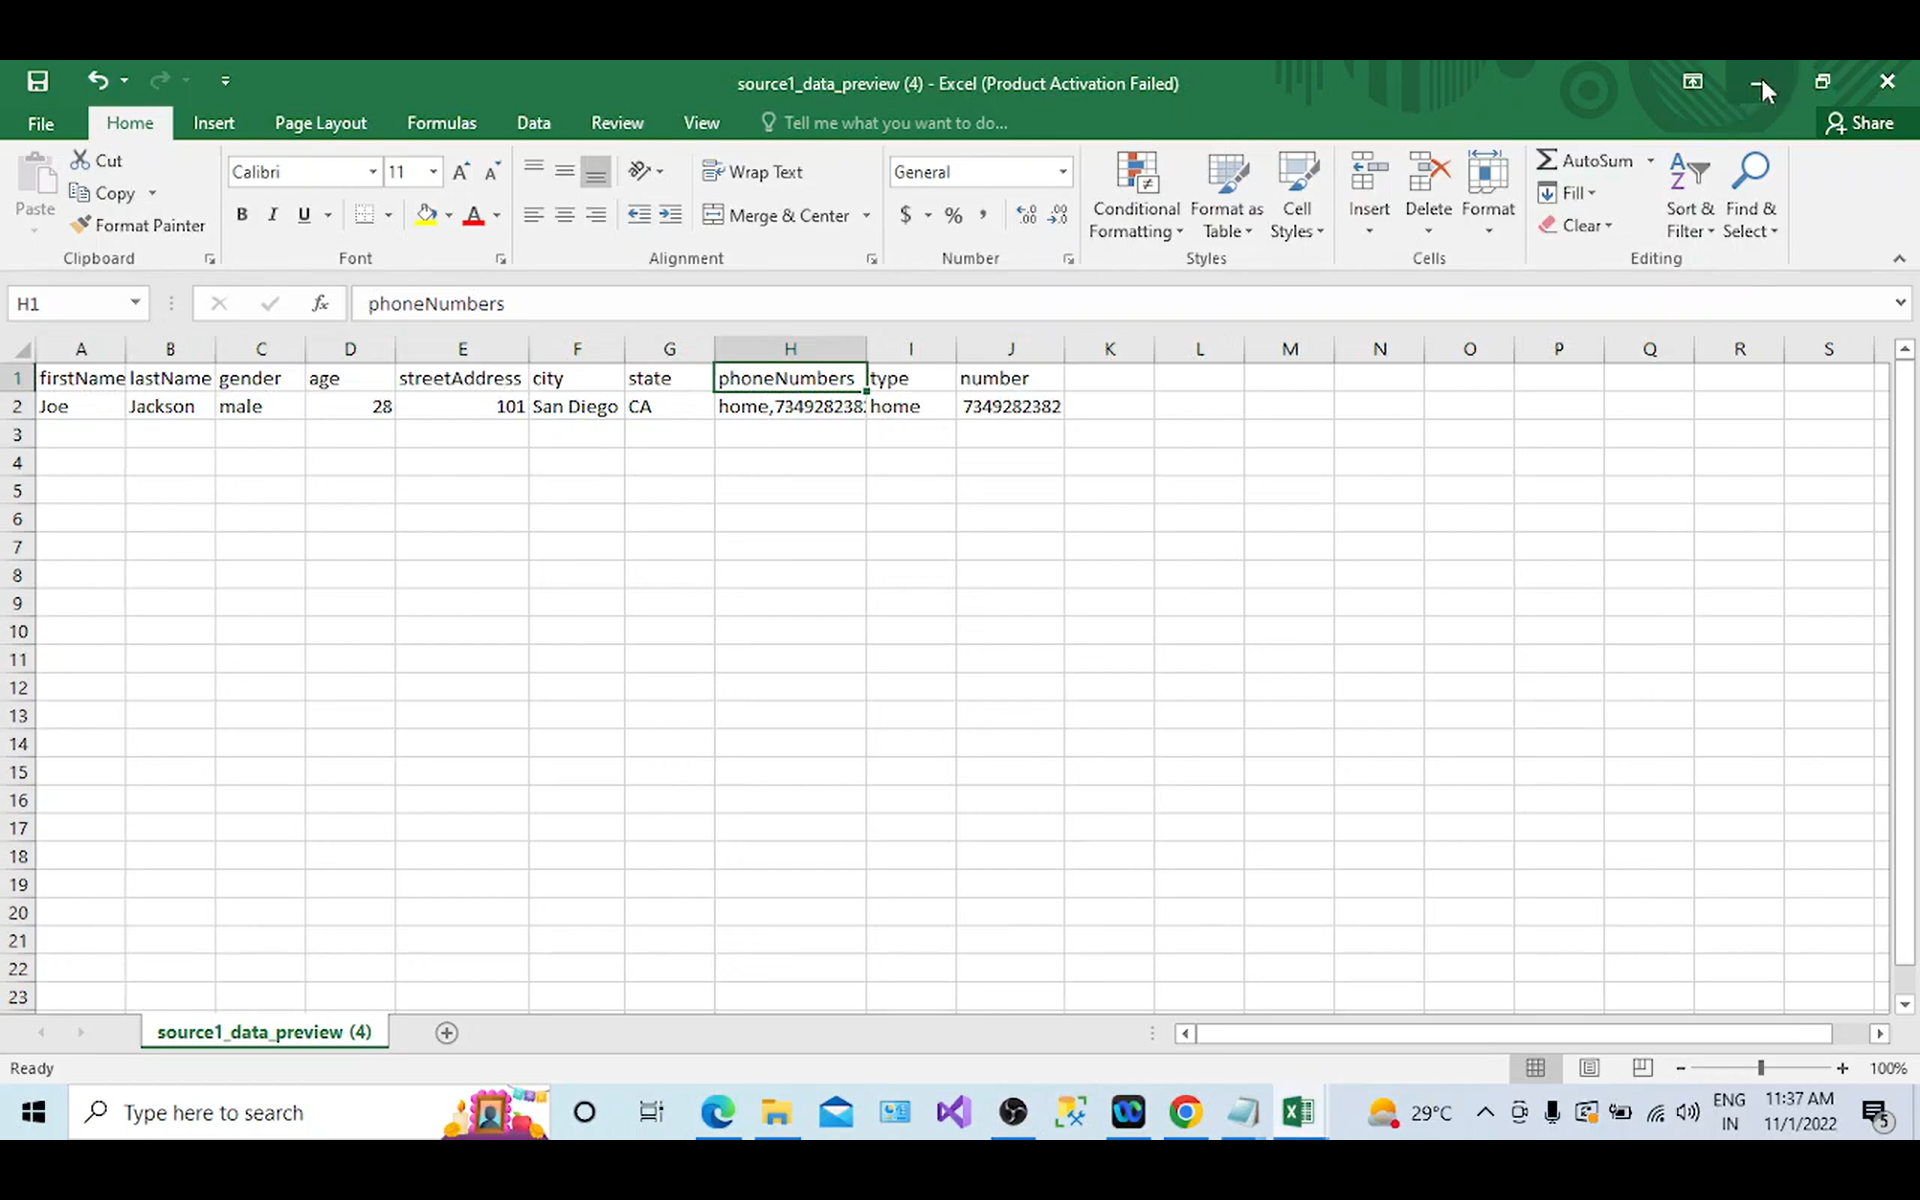 source1_data_preview (4) - Excel (Product Activation Failed)
File Home Insert Page Layout Formulas Data Review View Tell me what you want to do... Share
Paste
Cut
Copy
Format Painter
Clipboard
Calibri 11
B I U
Font
Wrap Text
Merge & Center
Alignment
General
$ % ,
Number
Conditional Formatting
Format as Table
Cell Styles
Styles
Insert Delete Format
Cells
AutoSum
Fill
Clear
Sort & Filter
Find & Select
Editing
H1 fx phoneNumbers
A B C D E F G H I J K L M N O P Q R S
1 firstName lastName gender age streetAddress city state phoneNumbers type number
2 Joe Jackson male 28 101 San Diego CA home,734928238 home 7349282382
3
4
5
6
7
8
9
10
11
12
13
14
15
16
17
18
19
20
21
22
23
source1_data_preview (4)
Ready 100%
Type here to search 29°C ENG IN 11:37 AM 11/1/2022 5